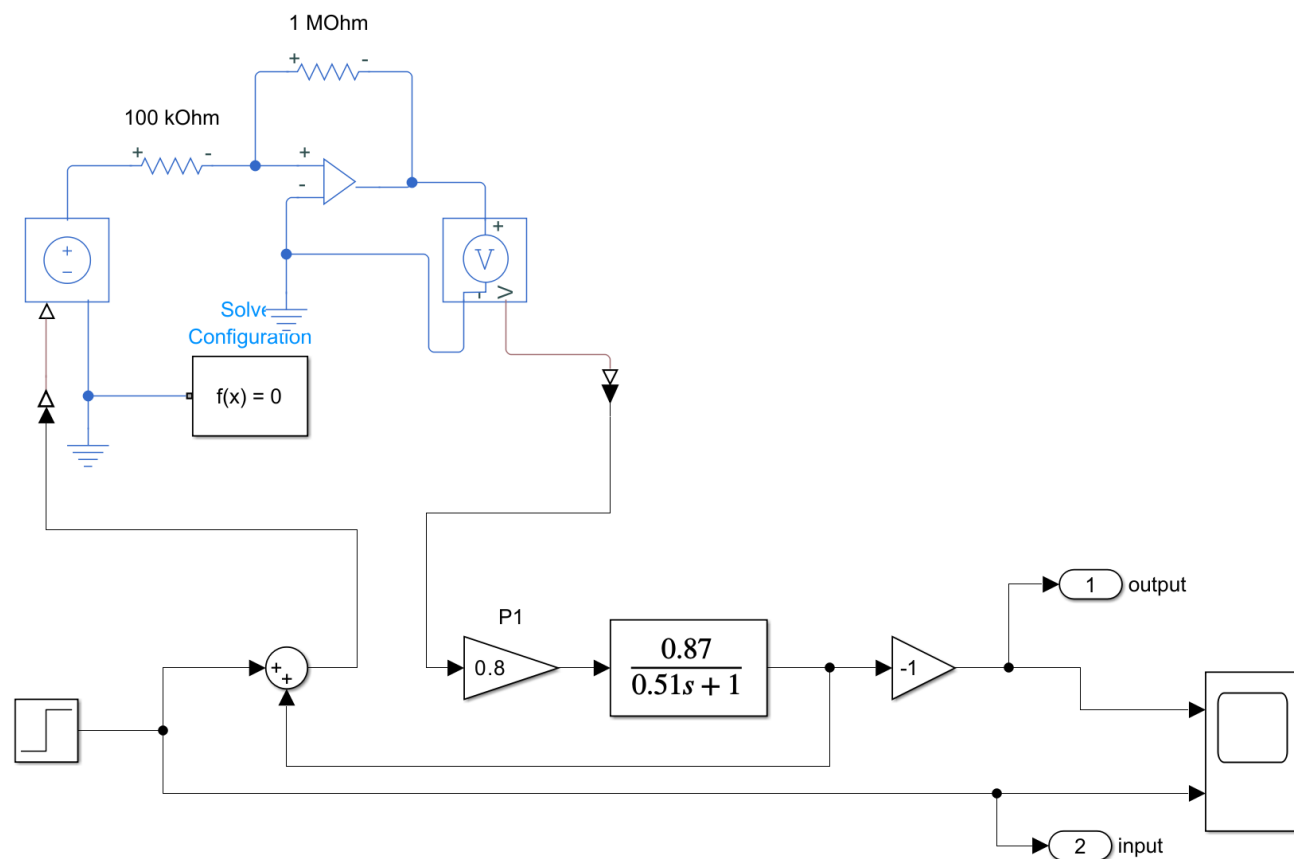 1 MOhm
+ -
100 kOhm
+ -
+
-
+
-
+
V
-
V
Solve
Configuration
f(x) = 0
P1
0.8
0.87
0.51s + 1
-1
1 output
+
+
2 input